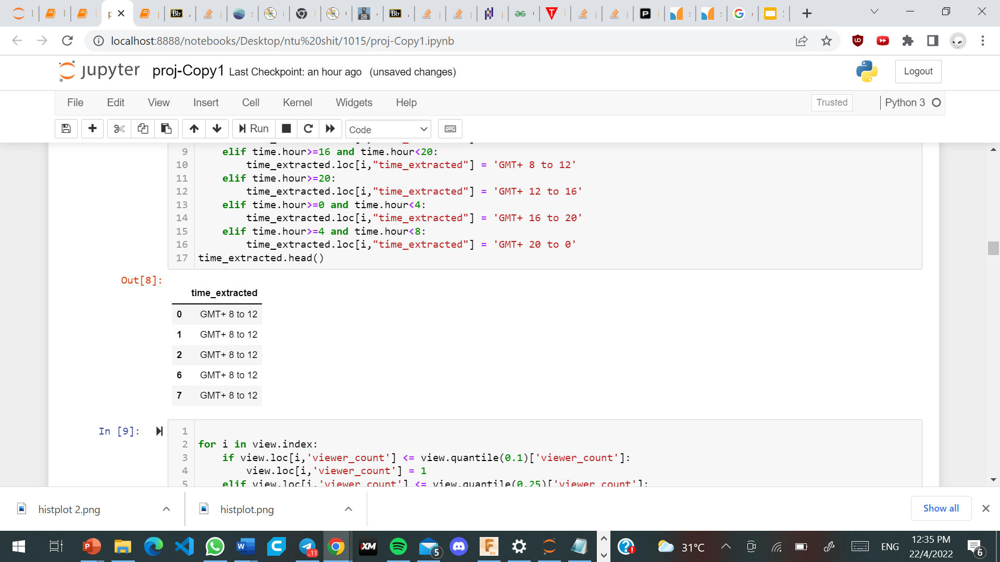 localhost:8888/notebooks/Desktop/ntu%20shit/1015/proj-Copy1.ipynb
jupyter proj-Copy1 Last Checkpoint: an hour ago (unsaved changes)
Logout
File Edit View Insert Cell Kernel Widgets Help
Trusted
Python 3
Run
Code
9 elif time.hour>=16 and time.hour<20:
10 time_extracted.loc[i,"time_extracted"] = 'GMT+ 8 to 12'
11 elif time.hour>=20:
12 time_extracted.loc[i,"time_extracted"] = 'GMT+ 12 to 16'
13 elif time.hour>=0 and time.hour<4:
14 time_extracted.loc[i,"time_extracted"] = 'GMT+ 16 to 20'
15 elif time.hour>=4 and time.hour<8:
16 time_extracted.loc[i,"time_extracted"] = 'GMT+ 20 to 0'
17 time_extracted.head()
Out[8]:
time_extracted
0 GMT+ 8 to 12
1 GMT+ 8 to 12
2 GMT+ 8 to 12
6 GMT+ 8 to 12
7 GMT+ 8 to 12
In [9]:
1
2 for i in view.index:
3 if view.loc[i,'viewer_count'] <= view.quantile(0.1)['viewer_count']:
4 view.loc[i,'viewer_count'] = 1
5 elif view.loc[i,'viewer_count'] <= view.quantile(0.25)['viewer_count']:
histplot 2.png
histplot.png
Show all
31°C
ENG
12:35 PM
22/4/2022
6